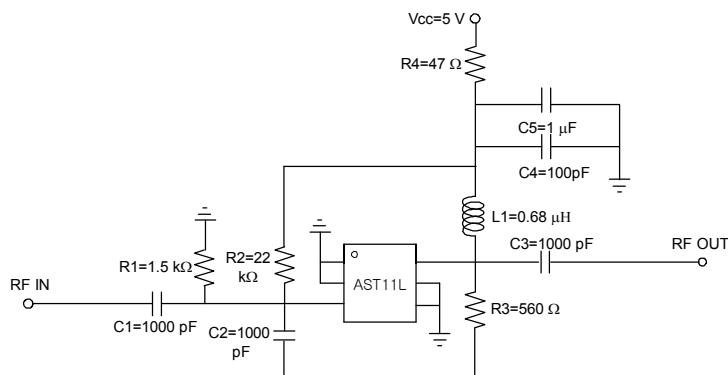 Vcc=5 V
R4=47 Ω
C5=1 μF
C4=100pF
L1=0.68 μH
C3=1000 pF
RF OUT
R1=1.5 kΩ
R2=22
kΩ
AST11L
RF IN
R3=560 Ω
C1=1000 pF
C2=1000
pF